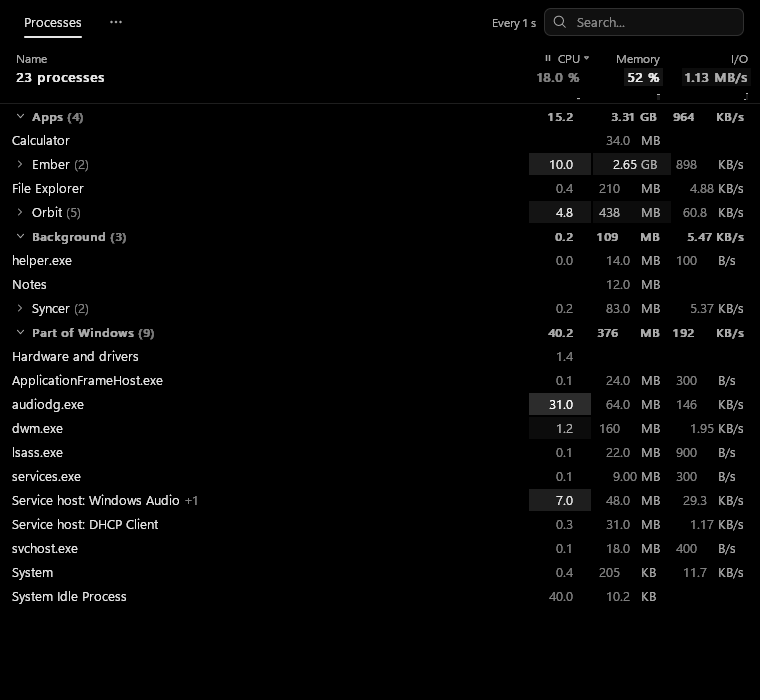 Processes ··· Every 1 s Search...
Name CPU Memory I/O
23 processes 18.0 % 52 % 1.13 MB/s
Apps (4) 15.2 3.31 GB 964 KB/s
Calculator 34.0 MB
Ember (2) 10.0 2.65 GB 898 KB/s
File Explorer 0.4 210 MB 4.88 KB/s
Orbit (5) 4.8 438 MB 60.8 KB/s
Background (3) 0.2 109 MB 5.47 KB/s
helper.exe 0.0 14.0 MB 100 B/s
Notes 12.0 MB
Syncer (2) 0.2 83.0 MB 5.37 KB/s
Part of Windows (9) 40.2 376 MB 192 KB/s
Hardware and drivers 1.4
ApplicationFrameHost.exe 0.1 24.0 MB 300 B/s
audiodg.exe 31.0 64.0 MB 146 KB/s
dwm.exe 1.2 160 MB 1.95 KB/s
lsass.exe 0.1 22.0 MB 900 B/s
services.exe 0.1 9.00 MB 300 B/s
Service host: Windows Audio +1 7.0 48.0 MB 29.3 KB/s
Service host: DHCP Client 0.3 31.0 MB 1.17 KB/s
svchost.exe 0.1 18.0 MB 400 B/s
System 0.4 205 KB 11.7 KB/s
System Idle Process 40.0 10.2 KB